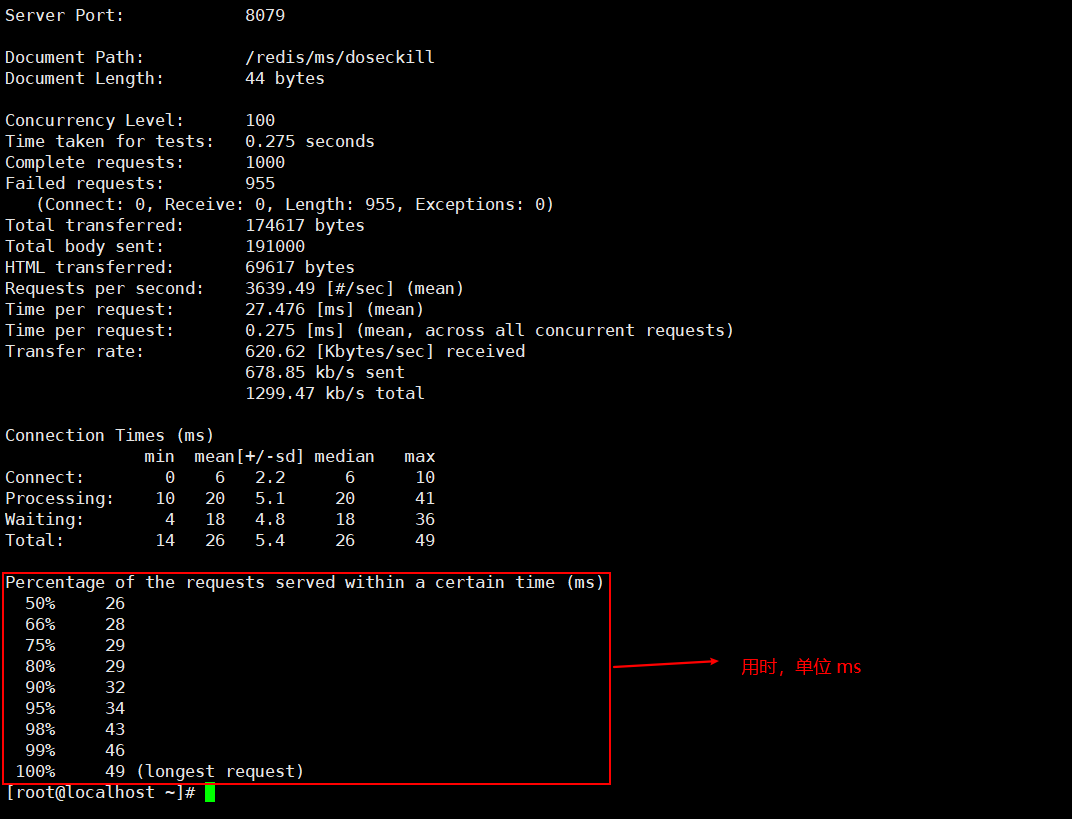 Server Port:            8079
Document Path:          /redis/ms/doseckill
Document Length:        44 bytes
Concurrency Level:      100
Time taken for tests:   0.275 seconds
Complete requests:      1000
Failed requests:        955
   (Connect: 0, Receive: 0, Length: 955, Exceptions: 0)
Total transferred:      174617 bytes
Total body sent:        191000
HTML transferred:       69617 bytes
Requests per second:    3639.49 [#/sec] (mean)
Time per request:       27.476 [ms] (mean)
Time per request:       0.275 [ms] (mean, across all concurrent requests)
Transfer rate:          620.62 [Kbytes/sec] received
                        678.85 kb/s sent
                        1299.47 kb/s total
Connection Times (ms)
              min  mean[+/-sd] median   max
Connect:        0    6   2.2      6      10
Processing:    10   20   5.1     20      41
Waiting:        4   18   4.8     18      36
Total:         14   26   5.4     26      49
Percentage of the requests served within a certain time (ms)
  50%     26
  66%     28
  75%     29
  80%     29
  90%     32
  95%     34
  98%     43
  99%     46
 100%     49 (longest request)
用时，单位 ms
[root@localhost ~]#